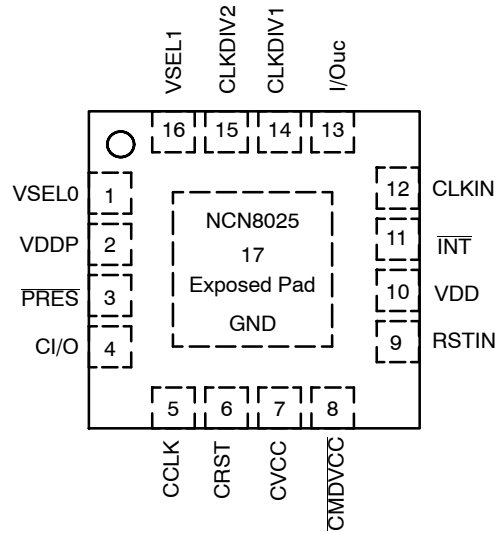 VSEL1
CLKDIV2
CLKDIV1
I/Ouc
16
15
14
13
VSEL0
1
VDDP
2
PRES
3
CI/O
4
NCN8025
17
Exposed Pad
GND
12
CLKIN
11
INT
10
VDD
9
RSTIN
5
6
7
8
CCLK
CRST
CVCC
CMDVCC